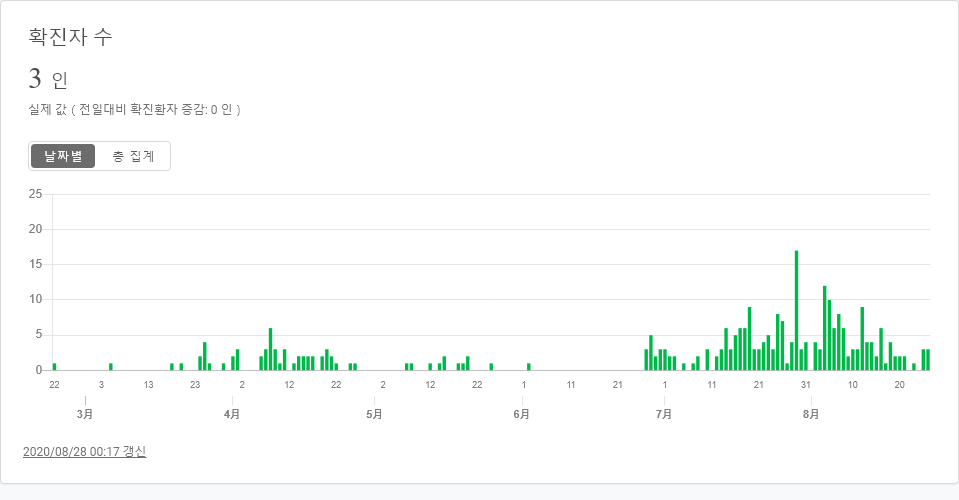 확진자 수
3 인
실제 값 ( 전일대비 확진환자 증감: 0 인 )
날짜별 총 집계
25
20
15
10
5
0
22 3 13 23 2 12 22 2 12 22 1 11 21 1 11 21 31 10 20
3月 4月 5月 6月 7月 8月
2020/08/28 00:17 갱신